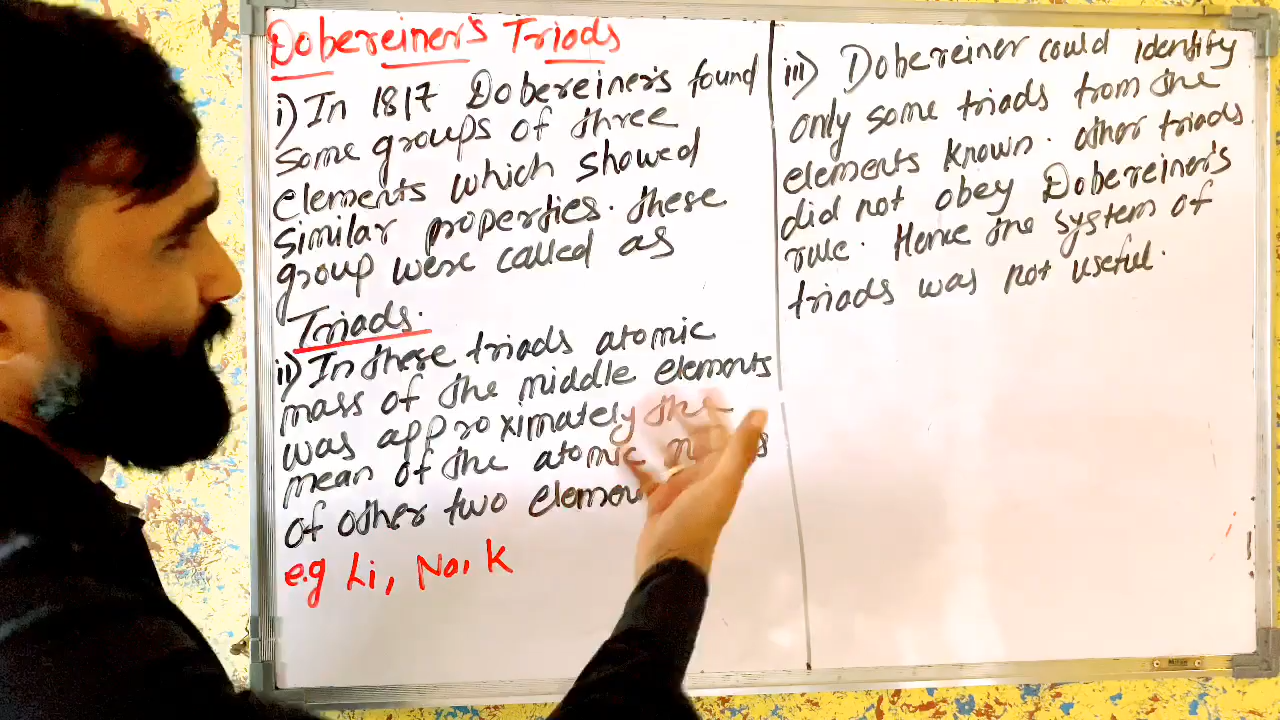 Dobereiner's Triads
i) In 1817 Dobereiner's found
some groups of three
elements which showed
similar properties. these
group were called as
Triads.
ii) In these triads atomic
mass of the middle elements
was approximately the
mean of the atomic
of other two
e.g Li, Na, K
iii) Dobereiner could identify
only some triads from the
elements known. other triads
did not obey Dobereiner's
rule. Hence the system of
triads was not useful.